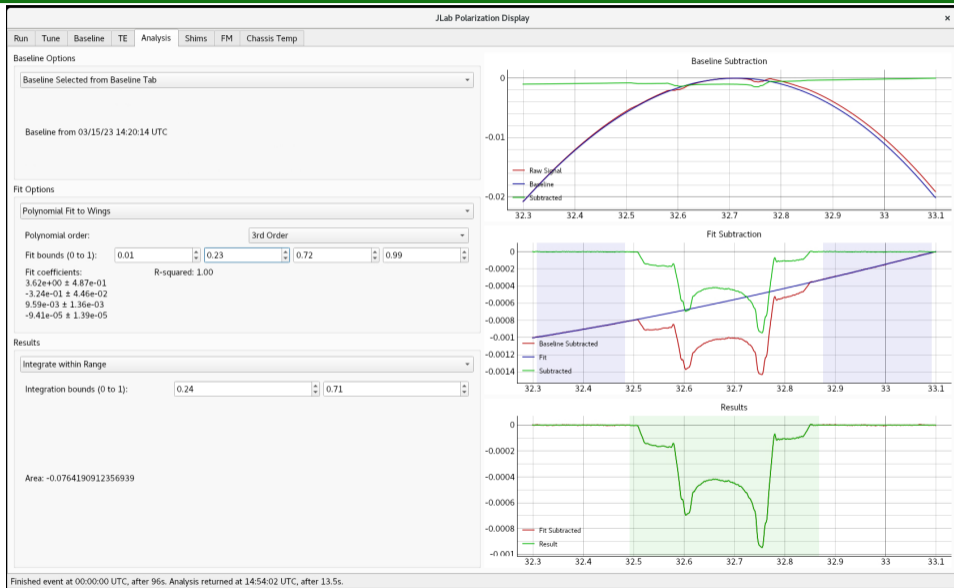 JLab Polarization Display
×
Run Tune Baseline TE Analysis Shims FM Chassis Temp
Baseline Options
Baseline Selected from Baseline Tab
Baseline from 03/15/23 14:20:14 UTC
Fit Options
Polynomial Fit to Wings
Polynomial order: 3rd Order
Fit bounds (0 to 1): 0.01 0.23 0.72 0.99
Fit coefficients: R-squared: 1.00
3.62e+00 ± 4.87e-01
-3.24e-01 ± 4.46e-02
9.59e-03 ± 1.36e-03
-9.41e-05 ± 1.39e-05
Results
Integrate within Range
Integration bounds (0 to 1): 0.24 0.71
Area: -0.0764190912356939
Baseline Subtraction
0
-0.01
-0.02
Raw Signal
Baseline
Subtracted
32.3 32.4 32.5 32.6 32.7 32.8 32.9 33 33.1
Fit Subtraction
0
-0.0002
-0.0004
-0.0006
-0.0008
-0.001
-0.0012
-0.0014
Baseline Subtracted
Fit
Subtracted
32.3 32.4 32.5 32.6 32.7 32.8 32.9 33 33.1
Results
0
-0.0002
-0.0004
-0.0006
-0.0008
-0.001
Fit Subtracted
Result
32.3 32.4 32.5 32.6 32.7 32.8 32.9 33 33.1
Finished event at 00:00:00 UTC, after 96s. Analysis returned at 14:54:02 UTC, after 13.5s.